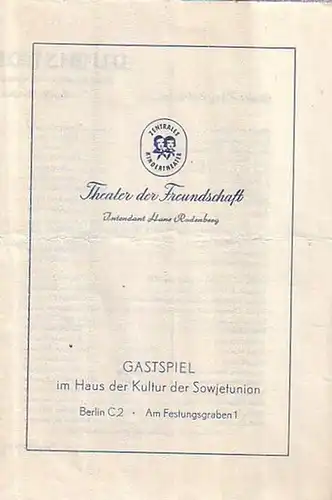 ZENTRALES
KINDERTHEATER
Theater der Freundschaft
Intendant Hans Rodenberg
GASTSPIEL
im Haus der Kultur der Sowjetunion
Berlin C2 • Am Festungsgraben 1